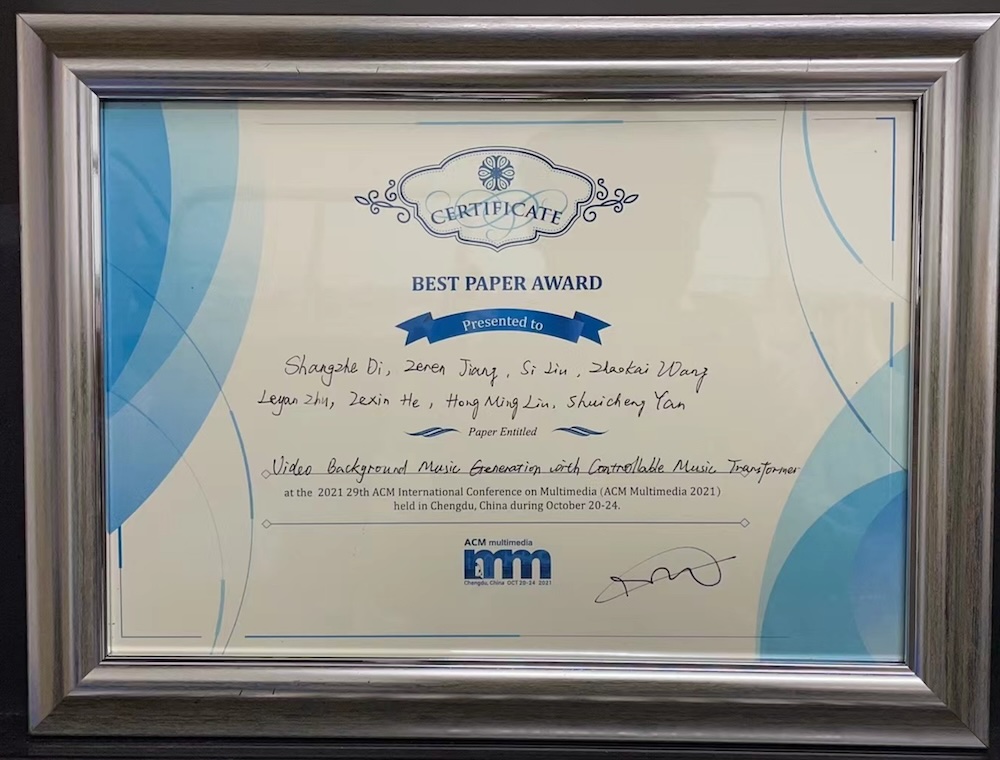 CERTIFICATE
BEST PAPER AWARD
Presented to
Shangzhe Di, Zeren Jiang, Si Liu, Zhaokai Wang
Leyan Zhu, Zexin He, Hongming Liu, Shuicheng Yan
Paper Entitled
Video Background Music Generation with Controllable Music Transformer
at the 2021 29th ACM International Conference on Multimedia (ACM Multimedia 2021)
held in Chengdu, China during October 20-24.
ACM multimedia
mm
Chengdu, China OCT 20-24 2021